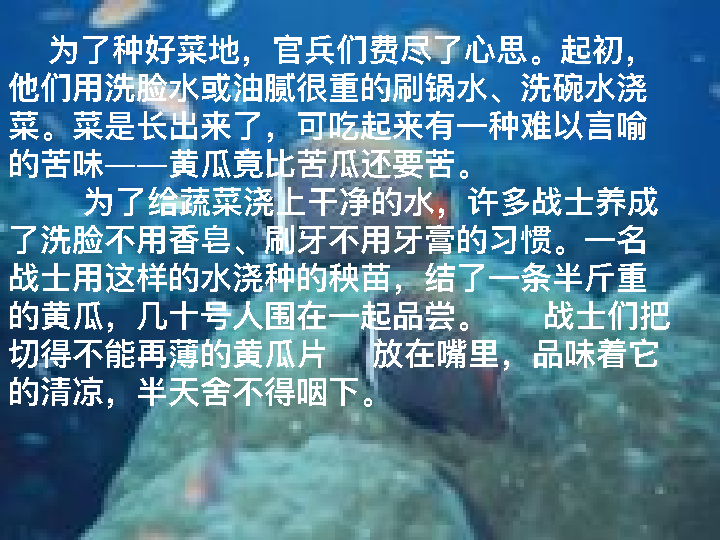 为了种好菜地，官兵们费尽了心思。起初，
他们用洗脸水或油腻很重的刷锅水、洗碗水浇
菜。菜是长出来了，可吃起来有一种难以言喻
的苦味——黄瓜竟比苦瓜还要苦。
为了给蔬菜浇上干净的水，许多战士养成
了洗脸不用香皂、刷牙不用牙膏的习惯。一名
战士用这样的水浇种的秧苗，结了一条半斤重
的黄瓜，几十号人围在一起品尝。 战士们把
切得不能再薄的黄瓜片 放在嘴里，品味着它
的清凉，半天舍不得咽下。